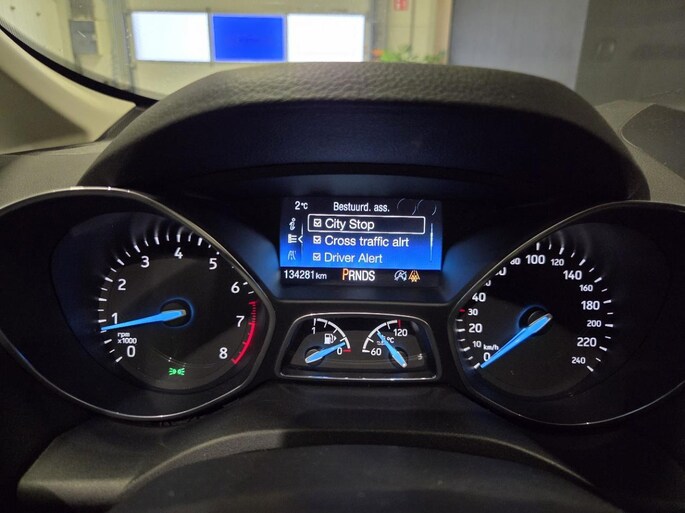 2°C Bestuurd. ass.
City Stop
Cross traffic alrt
Driver Alert
134281km PRNDS
0 1 2 3 4 5 6 7 8
rpm
x1000
1 0
60 120 °C
0 10 20 30 40 60 80 100 120 140 160 180 200 220 240
km/h